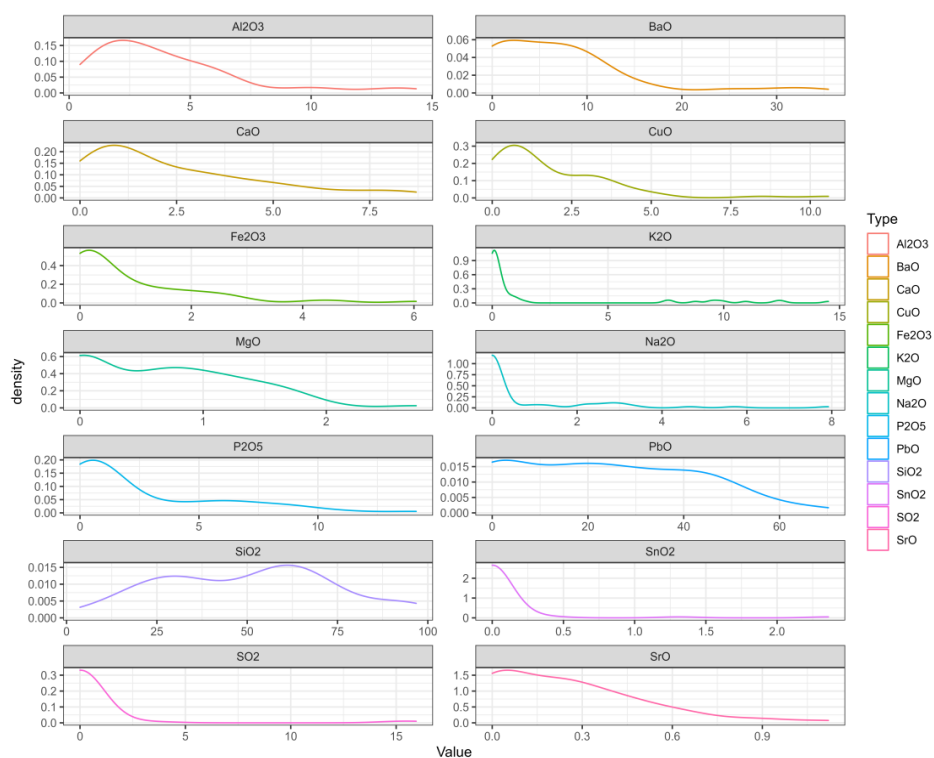 Al2O3
0.15
0.10
0.05
0.00
0 5 10 15
BaO
0.06
0.04
0.02
0.00
0 10 20 30
CaO
0.20
0.15
0.10
0.05
0.00
0.0 2.5 5.0 7.5
CuO
0.3
0.2
0.1
0.0
0.0 2.5 5.0 7.5 10.0
Fe2O3
0.4
0.2
0.0
0 2 4 6
K2O
0.9
0.6
0.3
0.0
0 5 10 15
MgO
0.6
0.4
0.2
0.0
0 1 2
Na2O
1.00
0.75
0.50
0.25
0.00
0 2 4 6 8
P2O5
0.20
0.15
0.10
0.05
0.00
0 5 10
PbO
0.015
0.010
0.005
0.000
0 20 40 60
SiO2
0.015
0.010
0.005
0.000
0 25 50 75 100
SnO2
2
1
0
0.0 0.5 1.0 1.5 2.0
SO2
0.3
0.2
0.1
0.0
0 5 10 15
SrO
1.5
1.0
0.5
0.0
0.0 0.3 0.6 0.9
density
Value
Type
Al2O3
BaO
CaO
CuO
Fe2O3
K2O
MgO
Na2O
P2O5
PbO
SiO2
SnO2
SO2
SrO